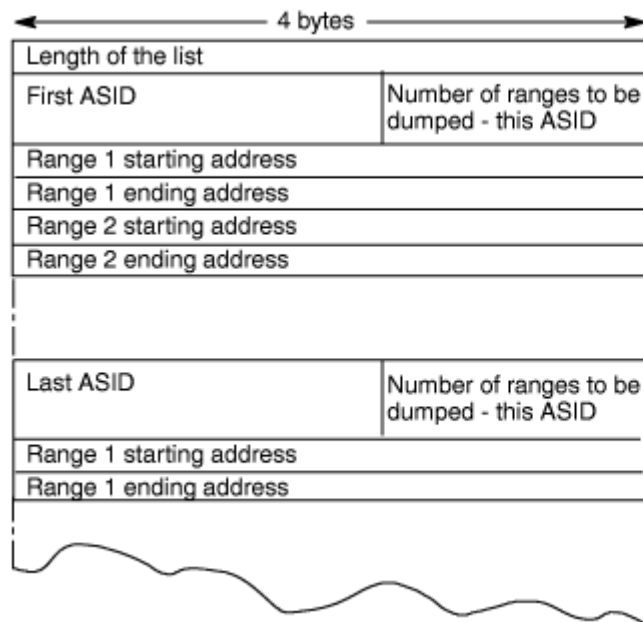 4 bytes
Length of the list
First ASID
Number of ranges to be
dumped - this ASID
Range 1 starting address
Range 1 ending address
Range 2 starting address
Range 2 ending address
Last ASID
Number of ranges to be
dumped - this ASID
Range 1 starting address
Range 1 ending address